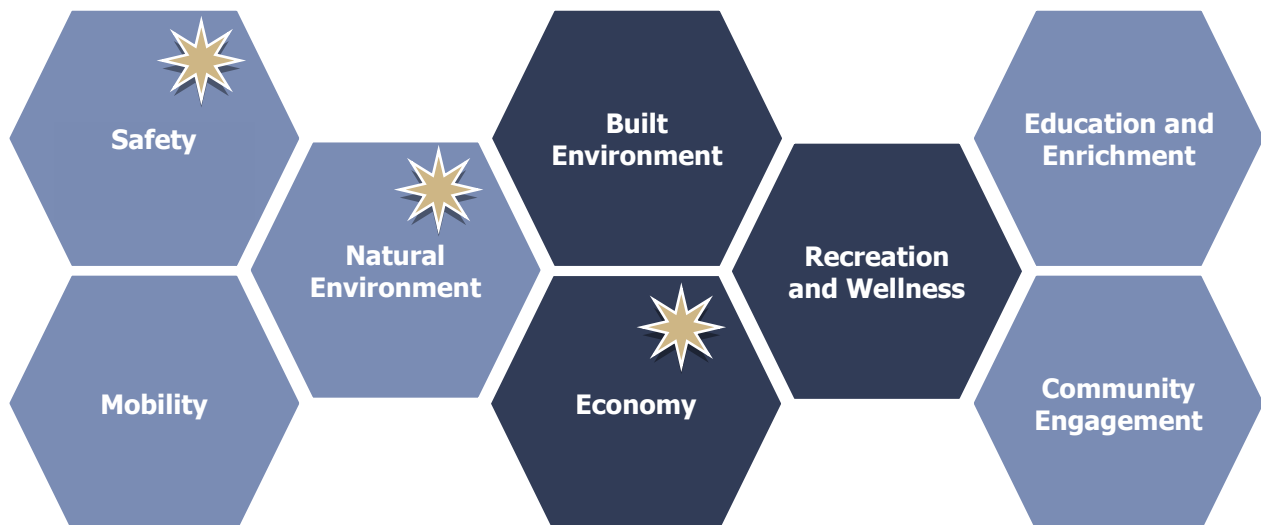 Safety
Mobility
Natural
Environment
Built
Environment
Economy
Recreation
and Wellness
Education and
Enrichment
Community
Engagement